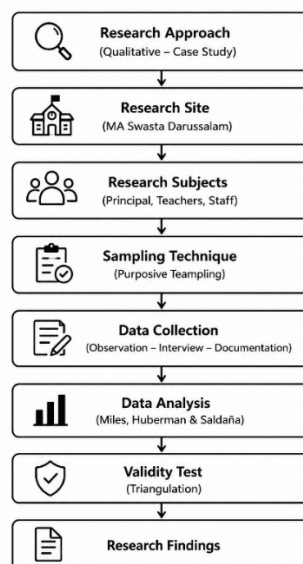 Research Approach
(Qualitative – Case Study)
Research Site
(MA Swasta Darussalam)
Research Subjects
(Principal, Teachers, Staff)
Sampling Technique
(Purposive Teampling)
Data Collection
(Observation – Interview – Documentation)
Data Analysis
(Miles, Huberman & Saldaña)
Validity Test
(Triangulation)
Research Findings